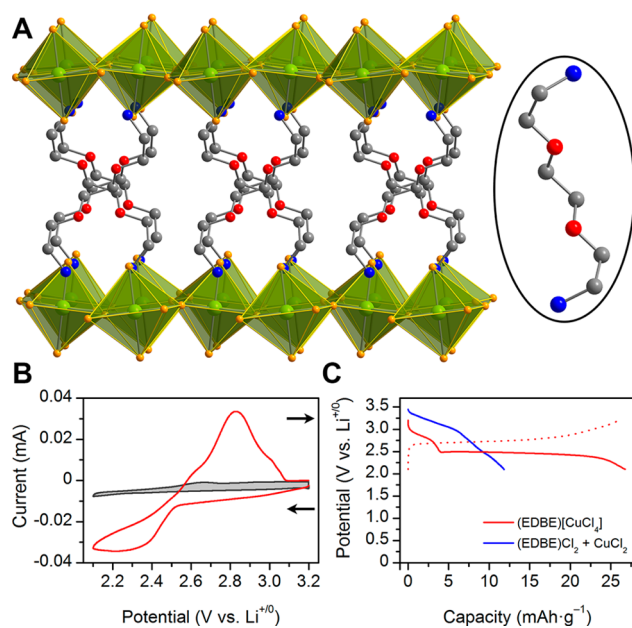 A
B
C
0.04
0.02
0
-0.02
-0.04
Current (mA)
2.2 2.4 2.6 2.8 3.0 3.2
Potential (V vs. Li⁺ᐟ⁰)
3.5
3.0
2.5
2.0
1.5
1.0
0.5
0
Potential (V vs. Li⁺ᐟ⁰)
(EDBE)[CuCl₄]
(EDBE)Cl₂ + CuCl₂
0 5 10 15 20 25
Capacity (mAh·g⁻¹)